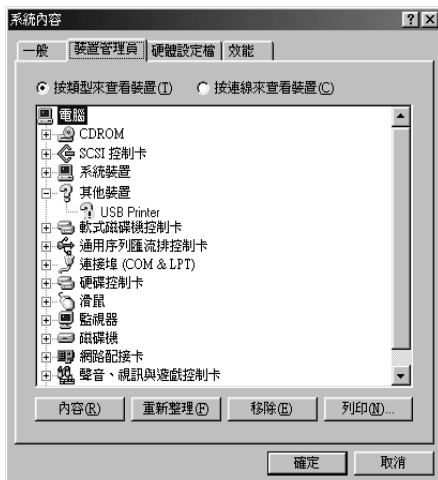 系統內容
一般 裝置管理員 硬體設定檔 效能
按類型來查看裝置(T) 按連線來查看裝置(C)
電腦
CDROM
SCSI 控制卡
系統裝置
其他裝置
USB Printer
軟式磁碟機控制卡
通用序列匯流排控制卡
連接埠 (COM & LPT)
硬碟控制卡
滑鼠
監視器
磁碟機
網路配接卡
聲音、視訊與遊戲控制卡
內容(R) 重新整理(F) 移除(E) 列印(N)...
確定 取消